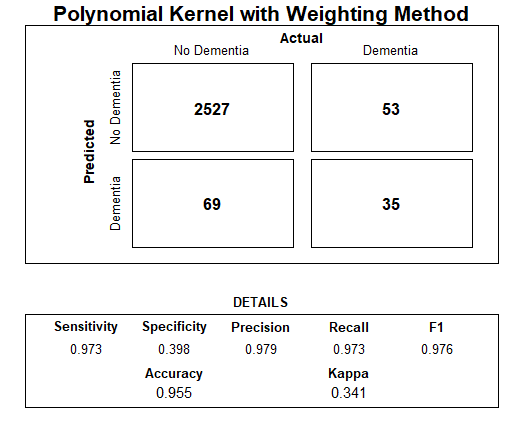 Polynomial Kernel with Weighting Method
Actual
No Dementia Dementia
Predicted
No Dementia
2527 53
Dementia
69 35
DETAILS
Sensitivity Specificity Precision Recall F1
0.973 0.398 0.979 0.973 0.976
Accuracy Kappa
0.955 0.341